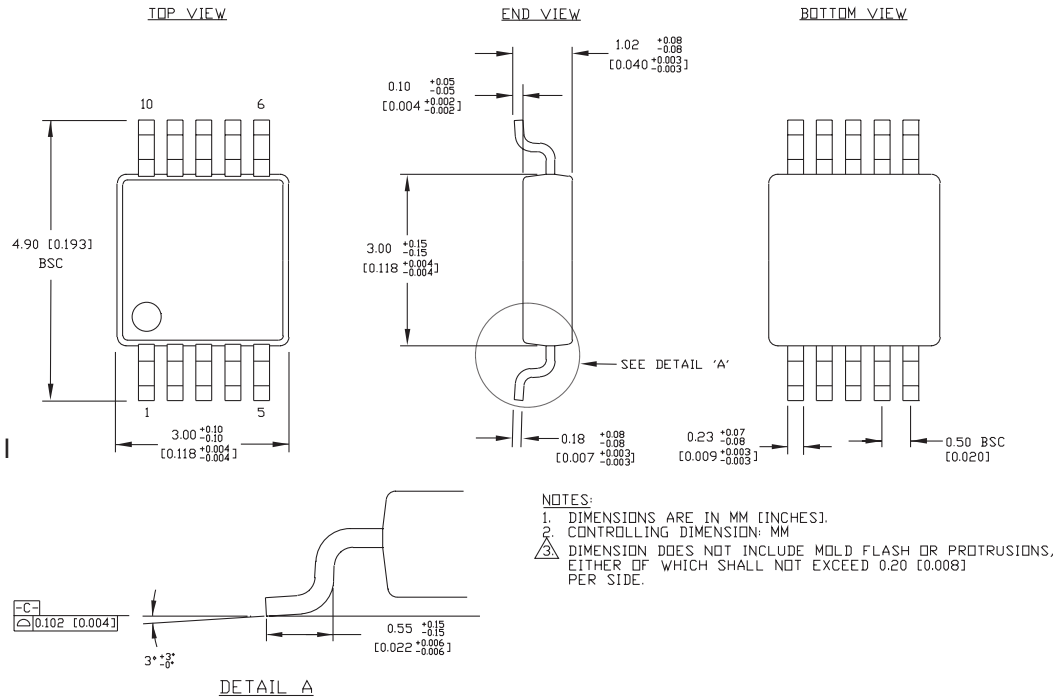 TOP VIEW
END VIEW
BOTTOM VIEW
1.02 +0.08 -0.08
[0.040 +0.003 -0.003]
0.10 +0.05 -0.05
[0.004 +0.002 -0.002]
10 6
4.90 [0.193]
BSC
3.00 +0.15 -0.15
[0.118 +0.004 -0.004]
SEE DETAIL 'A'
1 5
3.00 +0.10 -0.10
[0.118 +0.004 -0.004]
0.18 +0.08 -0.08
[0.007 +0.003 -0.003]
0.23 +0.07 -0.08
[0.009 +0.003 -0.003]
0.50 BSC
[0.020]
NOTES:
1. DIMENSIONS ARE IN MM [INCHES].
2. CONTROLLING DIMENSION: MM
3. DIMENSION DOES NOT INCLUDE MOLD FLASH OR PROTRUSIONS,
EITHER OF WHICH SHALL NOT EXCEED 0.20 [0.008]
PER SIDE.
-C-
0.102 [0.004]
3° +3° -0°
0.55 +0.15 -0.15
[0.022 +0.006 -0.006]
DETAIL A